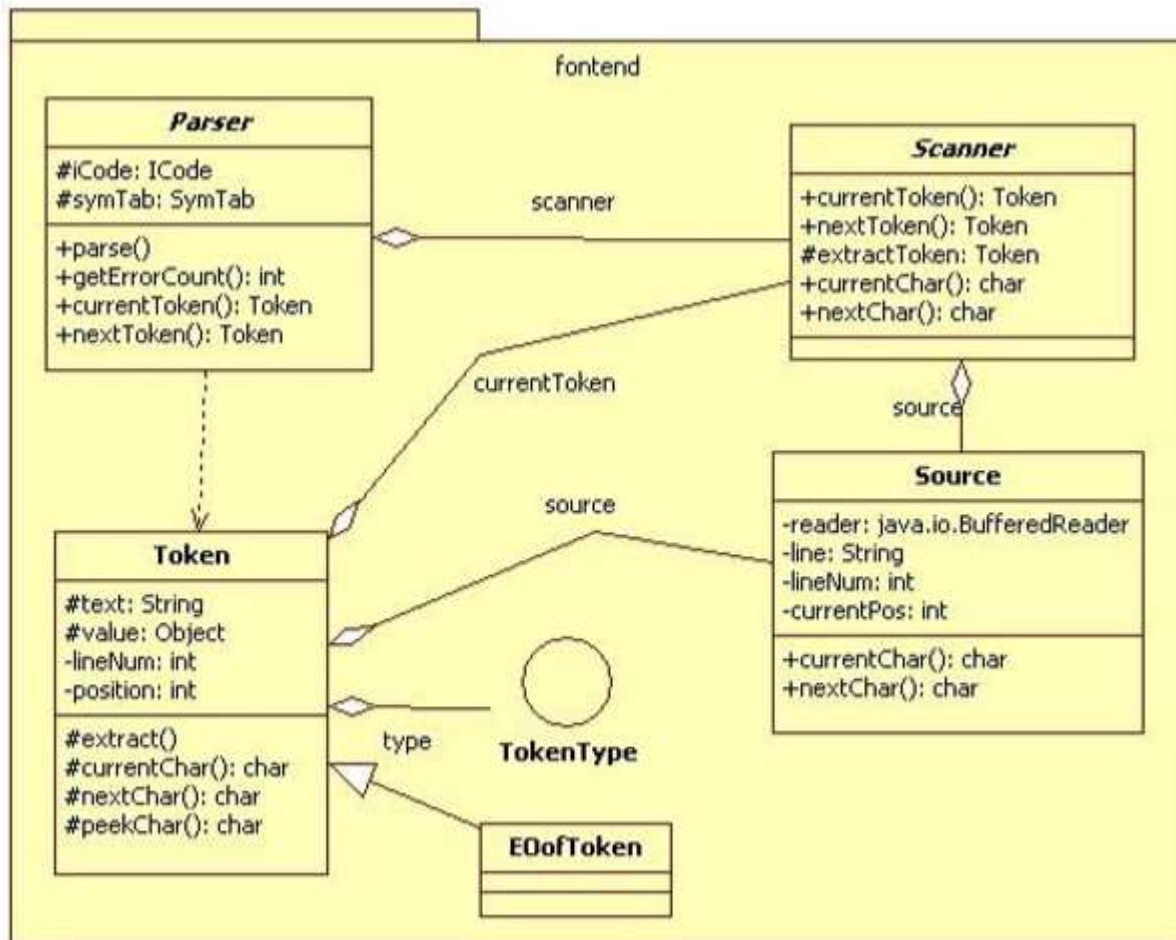 fontend
Parser
#iCode: ICode
#symTab: SymTab
+parse()
+getErrorCount(): int
+currentToken(): Token
+nextToken(): Token
scanner
Scanner
+currentToken(): Token
+nextToken(): Token
#extractToken: Token
+currentChar(): char
+nextChar(): char
currentToken
source
Source
-reader: java.io.BufferedReader
-line: String
-lineNum: int
-currentPos: int
+currentChar(): char
+nextChar(): char
source
Token
#text: String
#value: Object
-lineNum: int
-position: int
#extract()
#currentChar(): char
#nextChar(): char
#peekChar(): char
type
TokenType
EOofToken